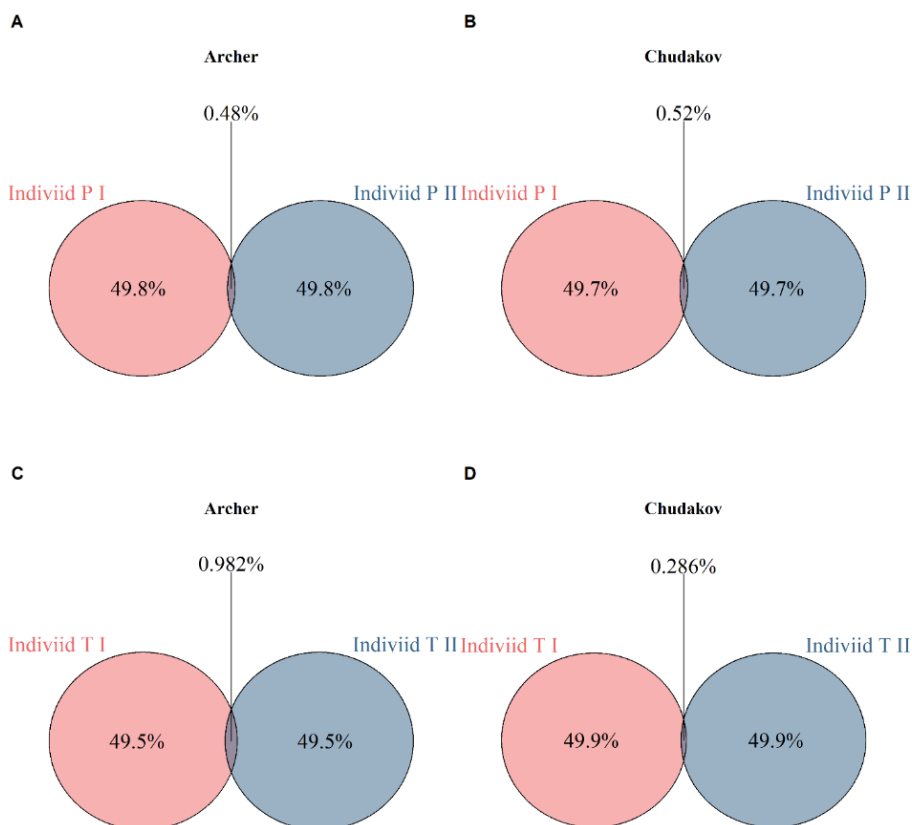 A
Archer
0.48%
Indiviid P I
Indiviid P II
49.8%
49.8%
B
Chudakov
0.52%
Indiviid P I
Indiviid P II
49.7%
49.7%
C
Archer
0.982%
Indiviid T I
Indiviid T II
49.5%
49.5%
D
Chudakov
0.286%
Indiviid T I
Indiviid T II
49.9%
49.9%